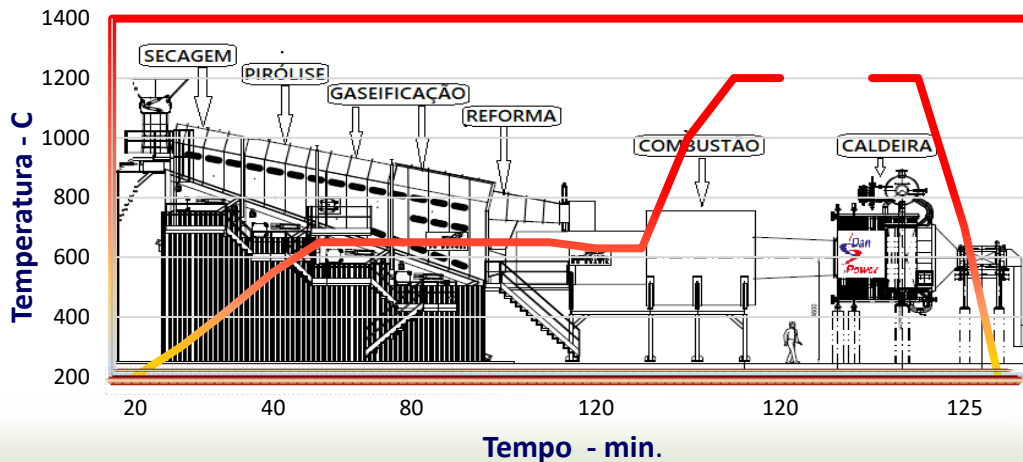 1400
1200
1000
800
600
400
200
Temperatura - C
SECAGEM
PIRÓLISE
GASEIFICAÇÃO
REFORMA
COMBUSTÃO
CALDEIRA
Dan
Power
20
40
80
120
120
125
Tempo - min.